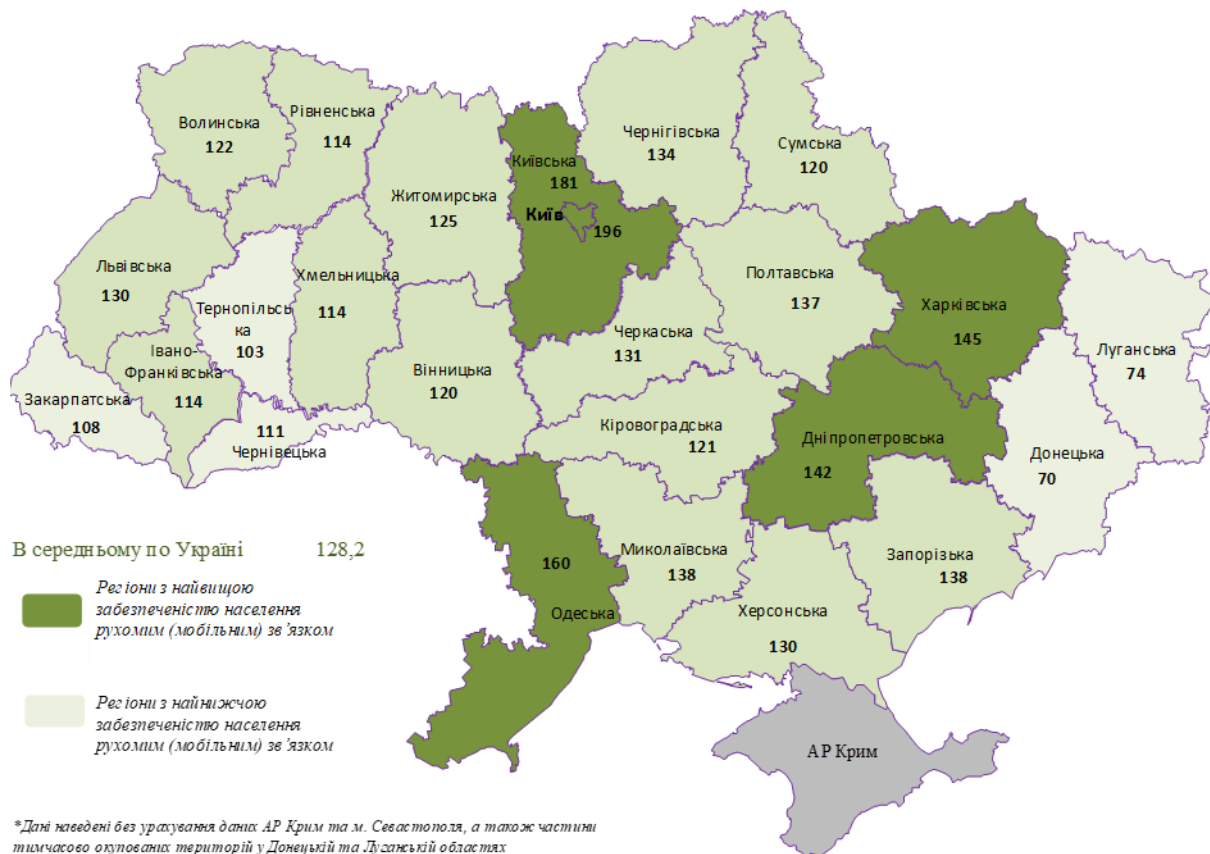 Волинська
122
Рівненська
114
Житомирська
125
Київська
181
Київ
196
Чернігівська
134
Сумська
120
Львівська
130
Тернопільсь
ка
103
Хмельницька
114
Вінницька
120
Черкаська
131
Полтавська
137
Харківська
145
Луганська
74
Закарпатська
108
Івано-
Франківська
114
111
Чернівецька
Кіровоградська
121
Дніпропетровська
142
Донецька
70
160
Одеська
Миколаївська
138
Херсонська
130
Запорізька
138
АР Крим
В середньому по Україні 128,2
Регіони з найвищою
забезпеченістю населення
рухомим (мобільним) зв'язком
Регіони з найнижчою
забезпеченістю населення
рухомим (мобільним) зв'язком
*Дані наведені без урахування даних АР Крим та м. Севастополя, а також частини
тимчасово окупованих територій у Донецькій та Луганській областях